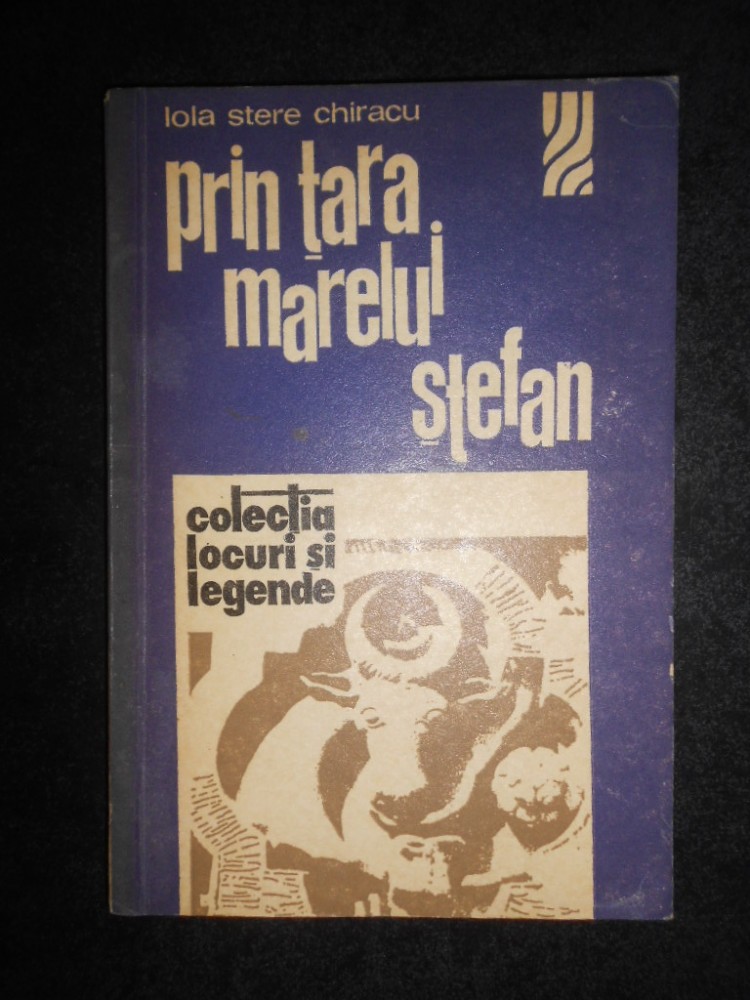 lola stere chiracu
prin țara
marelui
ștefan
colecția
locuri și
legende